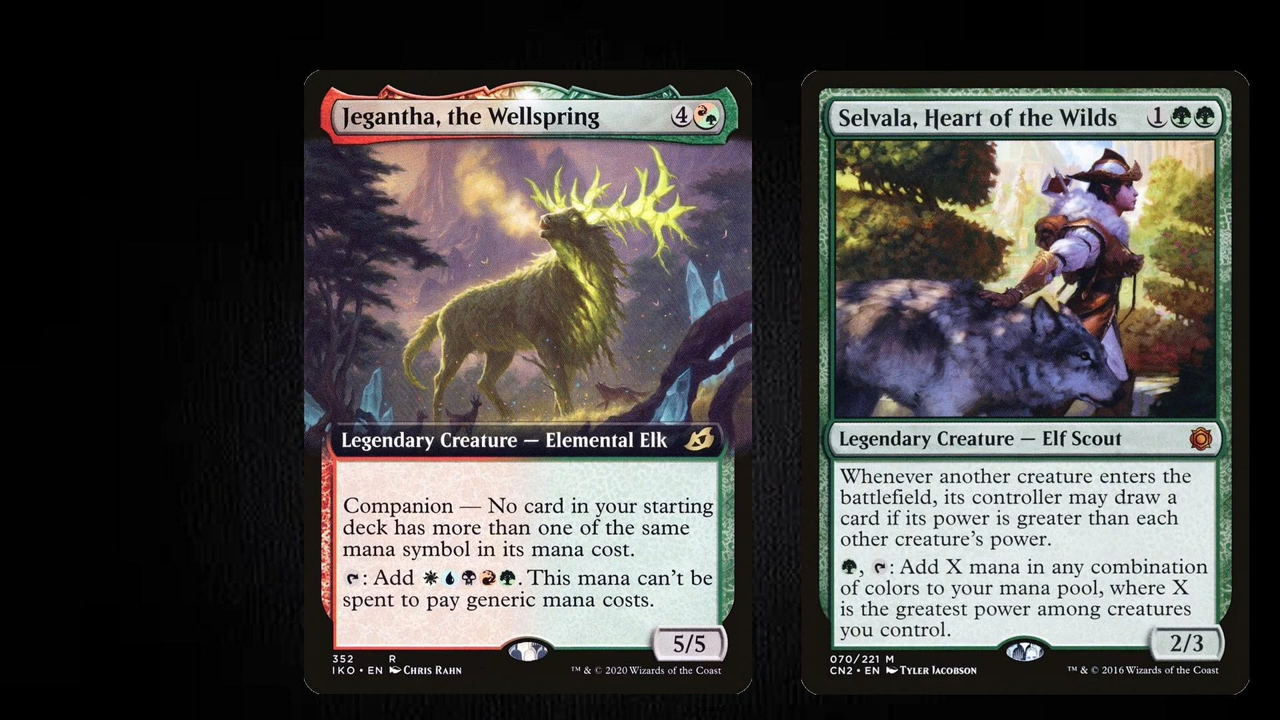 Jegantha, the Wellspring 4
Legendary Creature — Elemental Elk
Companion — No card in your starting
deck has more than one of the same
mana symbol in its mana cost.
: Add . This mana can't be
spent to pay generic mana costs.
5/5
352 R
IKO • EN Chris Rahn
™ & © 2020 Wizards of the Coast
Selvala, Heart of the Wilds 1
Legendary Creature — Elf Scout
Whenever another creature enters the
battlefield, its controller may draw a
card if its power is greater than each
other creature's power.
, : Add X mana in any combination
of colors to your mana pool, where X
is the greatest power among creatures
you control.
2/3
070/221 M
CN2 • EN Tyler Jacobson
™ & © 2016 Wizards of the Coast